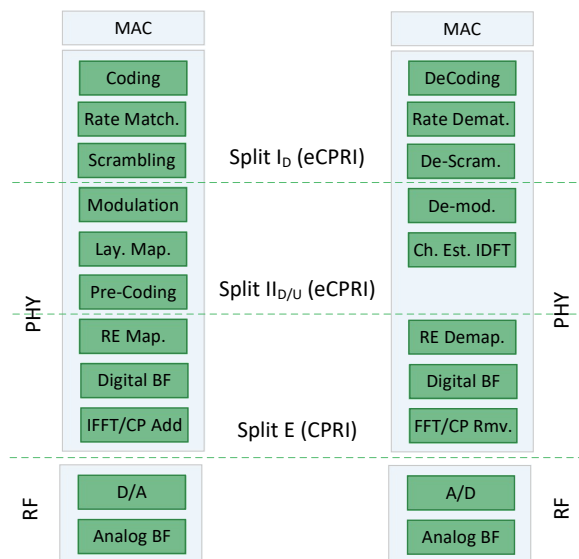 MAC
MAC
Coding
DeCoding
Rate Match.
Rate Demat.
Scrambling
Split I_D (eCPRI)
De-Scram.
Modulation
De-mod.
Lay. Map.
Ch. Est. IDFT
Pre-Coding
Split II_D/U (eCPRI)
PHY
PHY
RE Map.
RE Demap.
Digital BF
Digital BF
IFFT/CP Add
Split E (CPRI)
FFT/CP Rmv.
D/A
A/D
RF
RF
Analog BF
Analog BF